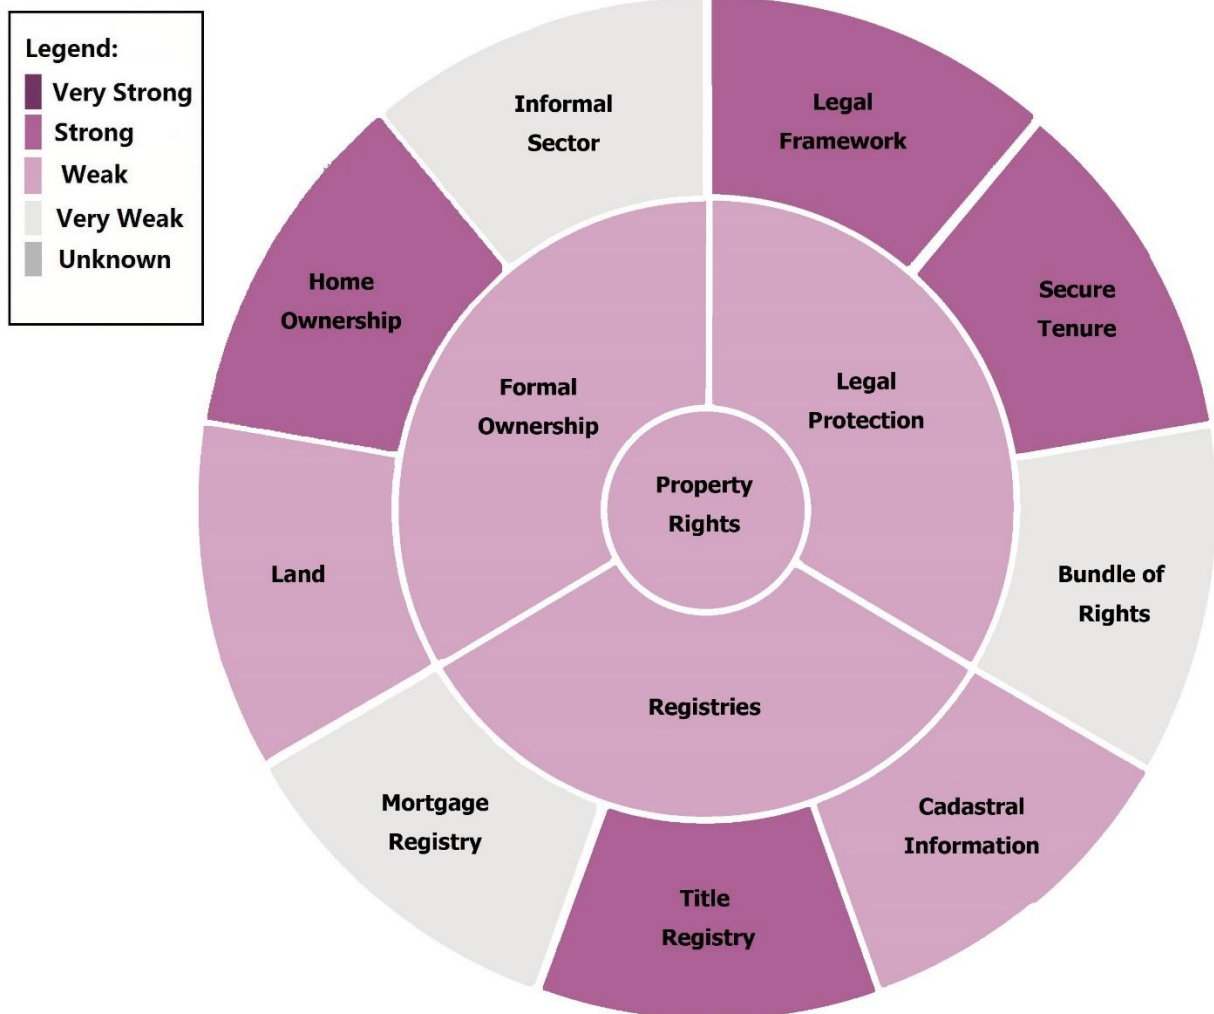 Legend:
Very Strong
Strong
Weak
Very Weak
Unknown
Informal
Sector
Legal
Framework
Home
Ownership
Secure
Tenure
Formal
Ownership
Legal
Protection
Property
Rights
Land
Bundle of
Rights
Registries
Mortgage
Registry
Cadastral
Information
Title
Registry